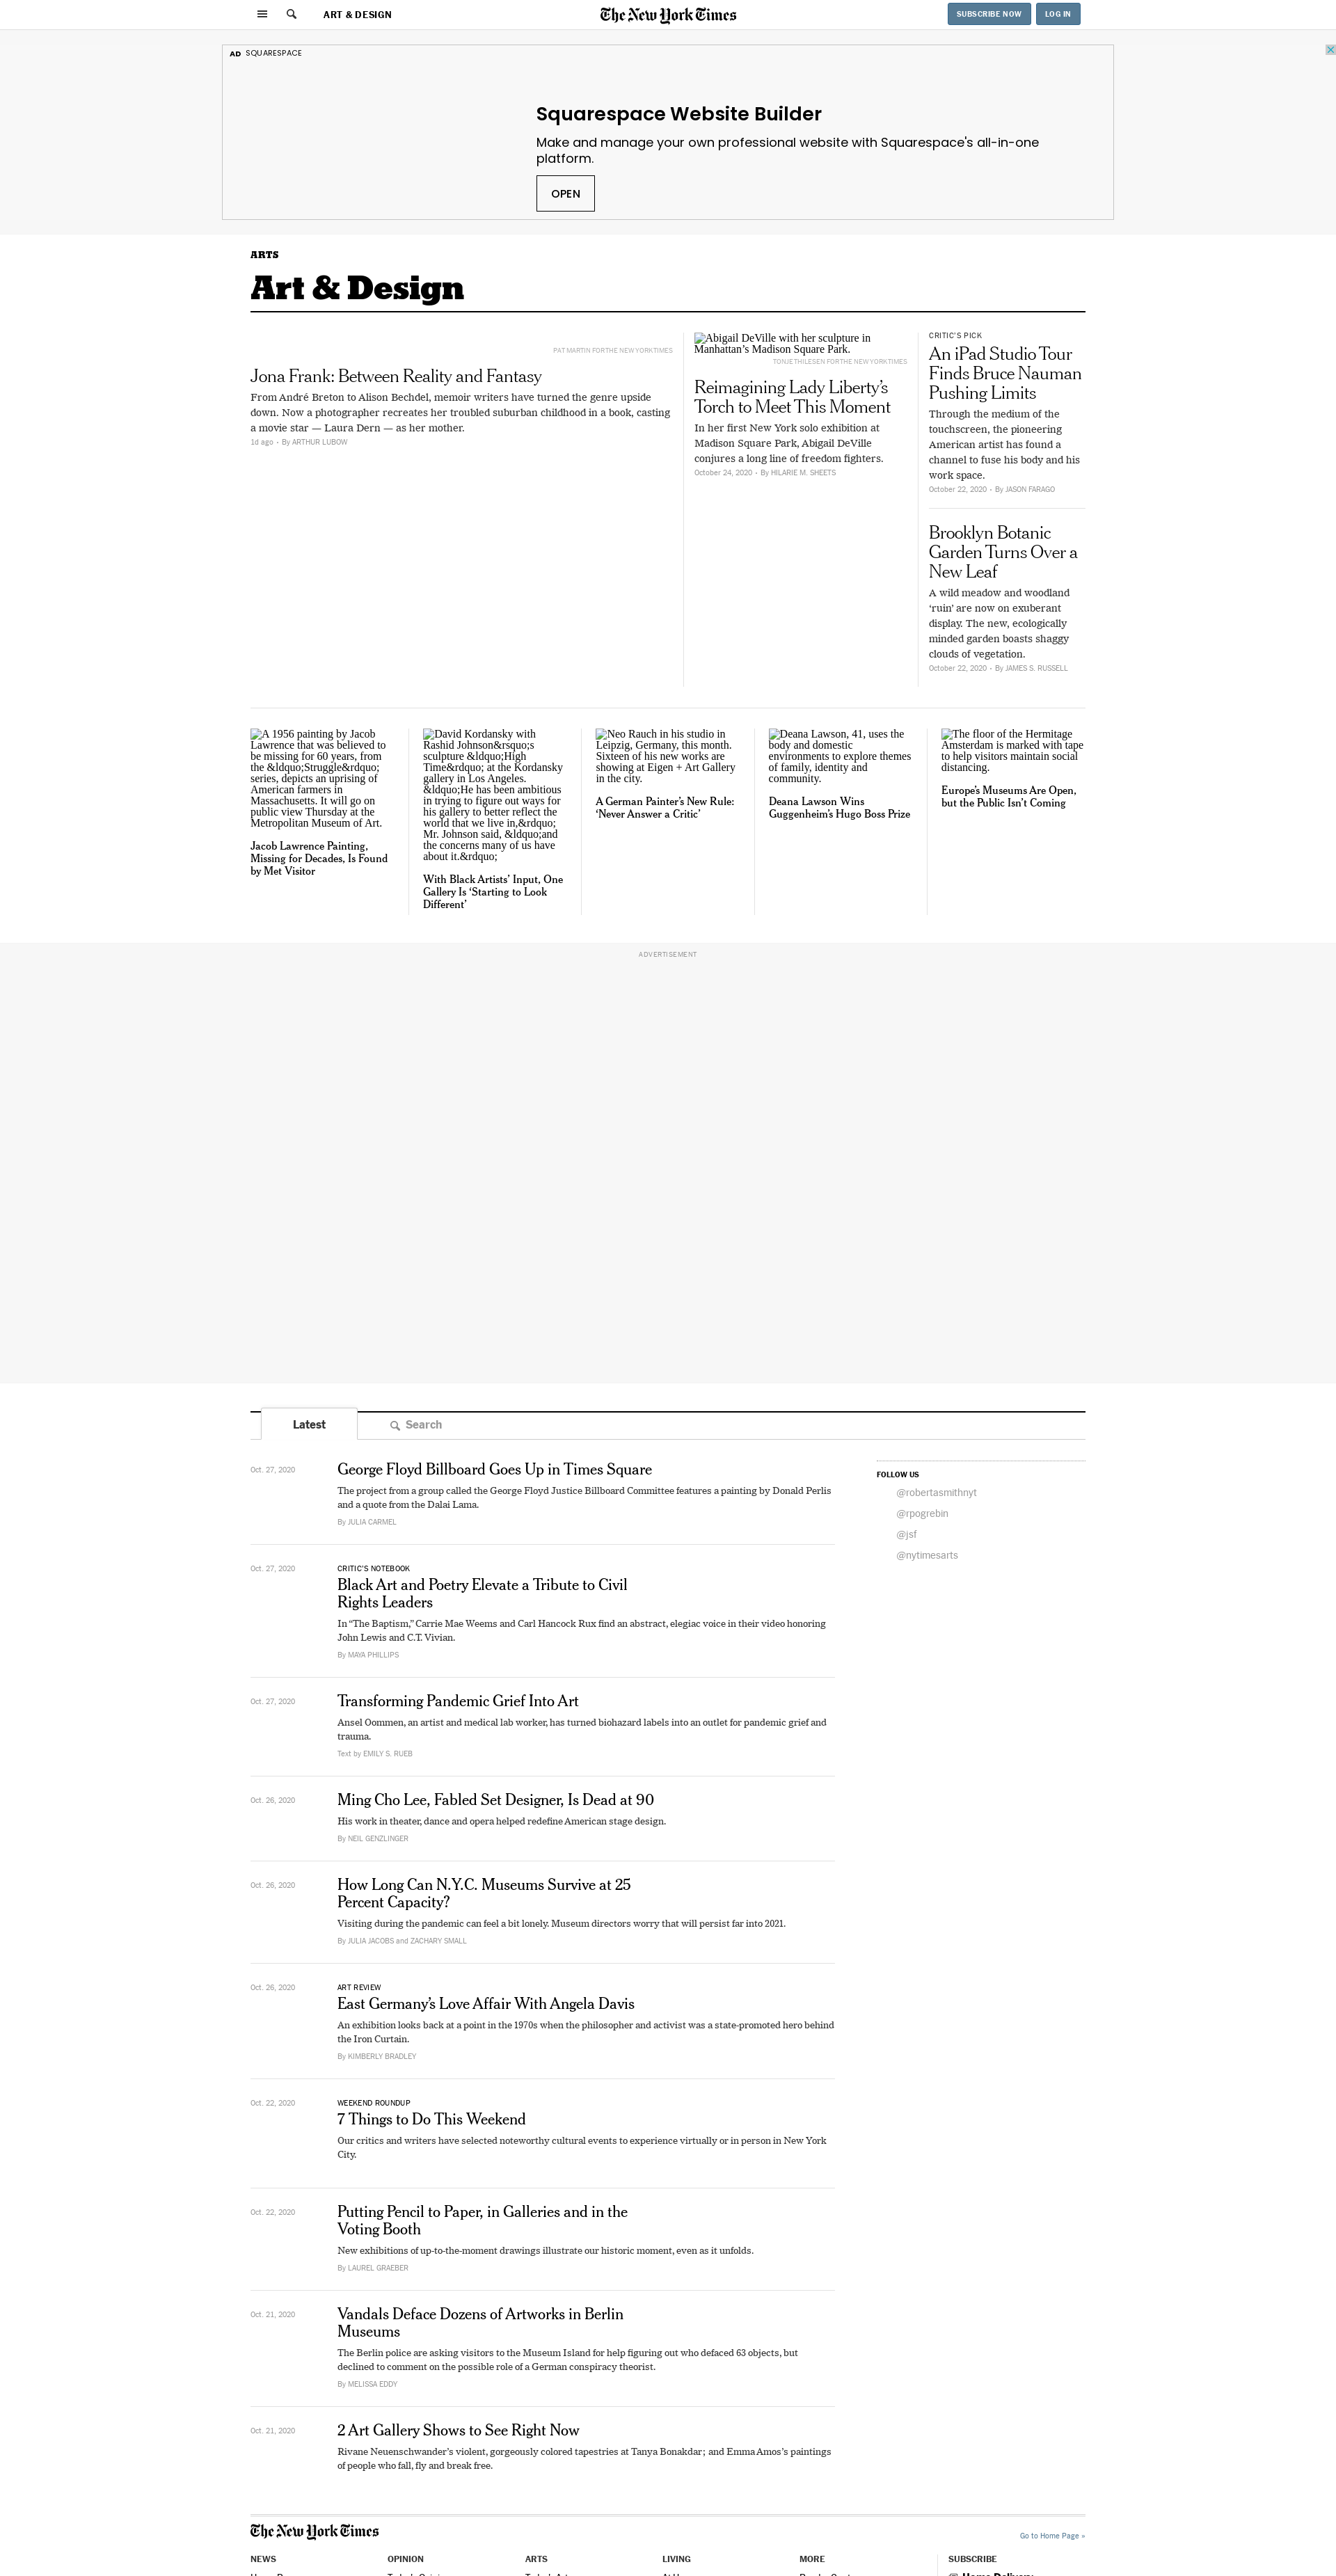 ART & DESIGN
The New York Times
SUBSCRIBE NOW
LOG IN
AD SQUARESPACE
Squarespace Website Builder
Make and manage your own professional website with Squarespace's all-in-one
platform.
OPEN
ARTS
Art & Design
PAT MARTIN FOR THE NEW YORK TIMES
Jona Frank: Between Reality and Fantasy
From André Breton to Alison Bechdel, memoir writers have turned the genre upside
down. Now a photographer recreates her troubled suburban childhood in a book, casting
a movie star — Laura Dern — as her mother.
1d ago • By ARTHUR LUBOW
Abigail DeVille with her sculpture in
Manhattan’s Madison Square Park.
TONJE THILESEN FOR THE NEW YORK TIMES
Reimagining Lady Liberty’s
Torch to Meet This Moment
In her first New York solo exhibition at
Madison Square Park, Abigail DeVille
conjures a long line of freedom fighters.
October 24, 2020 • By HILARIE M. SHEETS
CRITIC’S PICK
An iPad Studio Tour
Finds Bruce Nauman
Pushing Limits
Through the medium of the
touchscreen, the pioneering
American artist has found a
channel to fuse his body and his
work space.
October 22, 2020 • By JASON FARAGO
Brooklyn Botanic
Garden Turns Over a
New Leaf
A wild meadow and woodland
‘ruin’ are now on exuberant
display. The new, ecologically
minded garden boasts shaggy
clouds of vegetation.
October 22, 2020 • By JAMES S. RUSSELL
A 1956 painting by Jacob
Lawrence that was believed to
be missing for 60 years, from
the &ldquo;Struggle&rdquo;
series, depicts an uprising of
American farmers in
Massachusetts. It will go on
public view Thursday at the
Metropolitan Museum of Art.
Jacob Lawrence Painting,
Missing for Decades, Is Found
by Met Visitor
David Kordansky with
Rashid Johnson&rsquo;s
sculpture &ldquo;High
Time&rdquo; at the Kordansky
gallery in Los Angeles.
&ldquo;He has been ambitious
in trying to figure out ways for
his gallery to better reflect the
world that we live in,&rdquo;
Mr. Johnson said, &ldquo;and
the concerns many of us have
about it.&rdquo;
With Black Artists’ Input, One
Gallery Is ‘Starting to Look
Different’
Neo Rauch in his studio in
Leipzig, Germany, this month.
Sixteen of his new works are
showing at Eigen + Art Gallery
in the city.
A German Painter’s New Rule:
‘Never Answer a Critic’
Deana Lawson, 41, uses the
body and domestic
environments to explore themes
of family, identity and
community.
Deana Lawson Wins
Guggenheim’s Hugo Boss Prize
The floor of the Hermitage
Amsterdam is marked with tape
to help visitors maintain social
distancing.
Europe’s Museums Are Open,
but the Public Isn’t Coming
ADVERTISEMENT
Latest
Search
Oct. 27, 2020
George Floyd Billboard Goes Up in Times Square
The project from a group called the George Floyd Justice Billboard Committee features a painting by Donald Perlis
and a quote from the Dalai Lama.
By JULIA CARMEL
FOLLOW US
@robertasmithnyt
@rpogrebin
@jsf
@nytimesarts
Oct. 27, 2020
CRITIC’S NOTEBOOK
Black Art and Poetry Elevate a Tribute to Civil
Rights Leaders
In “The Baptism,” Carrie Mae Weems and Carl Hancock Rux find an abstract, elegiac voice in their video honoring
John Lewis and C.T. Vivian.
By MAYA PHILLIPS
Oct. 27, 2020
Transforming Pandemic Grief Into Art
Ansel Oommen, an artist and medical lab worker, has turned biohazard labels into an outlet for pandemic grief and
trauma.
Text by EMILY S. RUEB
Oct. 26, 2020
Ming Cho Lee, Fabled Set Designer, Is Dead at 90
His work in theater, dance and opera helped redefine American stage design.
By NEIL GENZLINGER
Oct. 26, 2020
How Long Can N.Y.C. Museums Survive at 25
Percent Capacity?
Visiting during the pandemic can feel a bit lonely. Museum directors worry that will persist far into 2021.
By JULIA JACOBS and ZACHARY SMALL
Oct. 26, 2020
ART REVIEW
East Germany’s Love Affair With Angela Davis
An exhibition looks back at a point in the 1970s when the philosopher and activist was a state-promoted hero behind
the Iron Curtain.
By KIMBERLY BRADLEY
Oct. 22, 2020
WEEKEND ROUNDUP
7 Things to Do This Weekend
Our critics and writers have selected noteworthy cultural events to experience virtually or in person in New York
City.
Oct. 22, 2020
Putting Pencil to Paper, in Galleries and in the
Voting Booth
New exhibitions of up-to-the-moment drawings illustrate our historic moment, even as it unfolds.
By LAUREL GRAEBER
Oct. 21, 2020
Vandals Deface Dozens of Artworks in Berlin
Museums
The Berlin police are asking visitors to the Museum Island for help figuring out who defaced 63 objects, but
declined to comment on the possible role of a German conspiracy theorist.
By MELISSA EDDY
Oct. 21, 2020
2 Art Gallery Shows to See Right Now
Rivane Neuenschwander’s violent, gorgeously colored tapestries at Tanya Bonakdar; and Emma Amos’s paintings
of people who fall, fly and break free.
The New York Times
Go to Home Page »
NEWS
OPINION
ARTS
LIVING
MORE
SUBSCRIBE